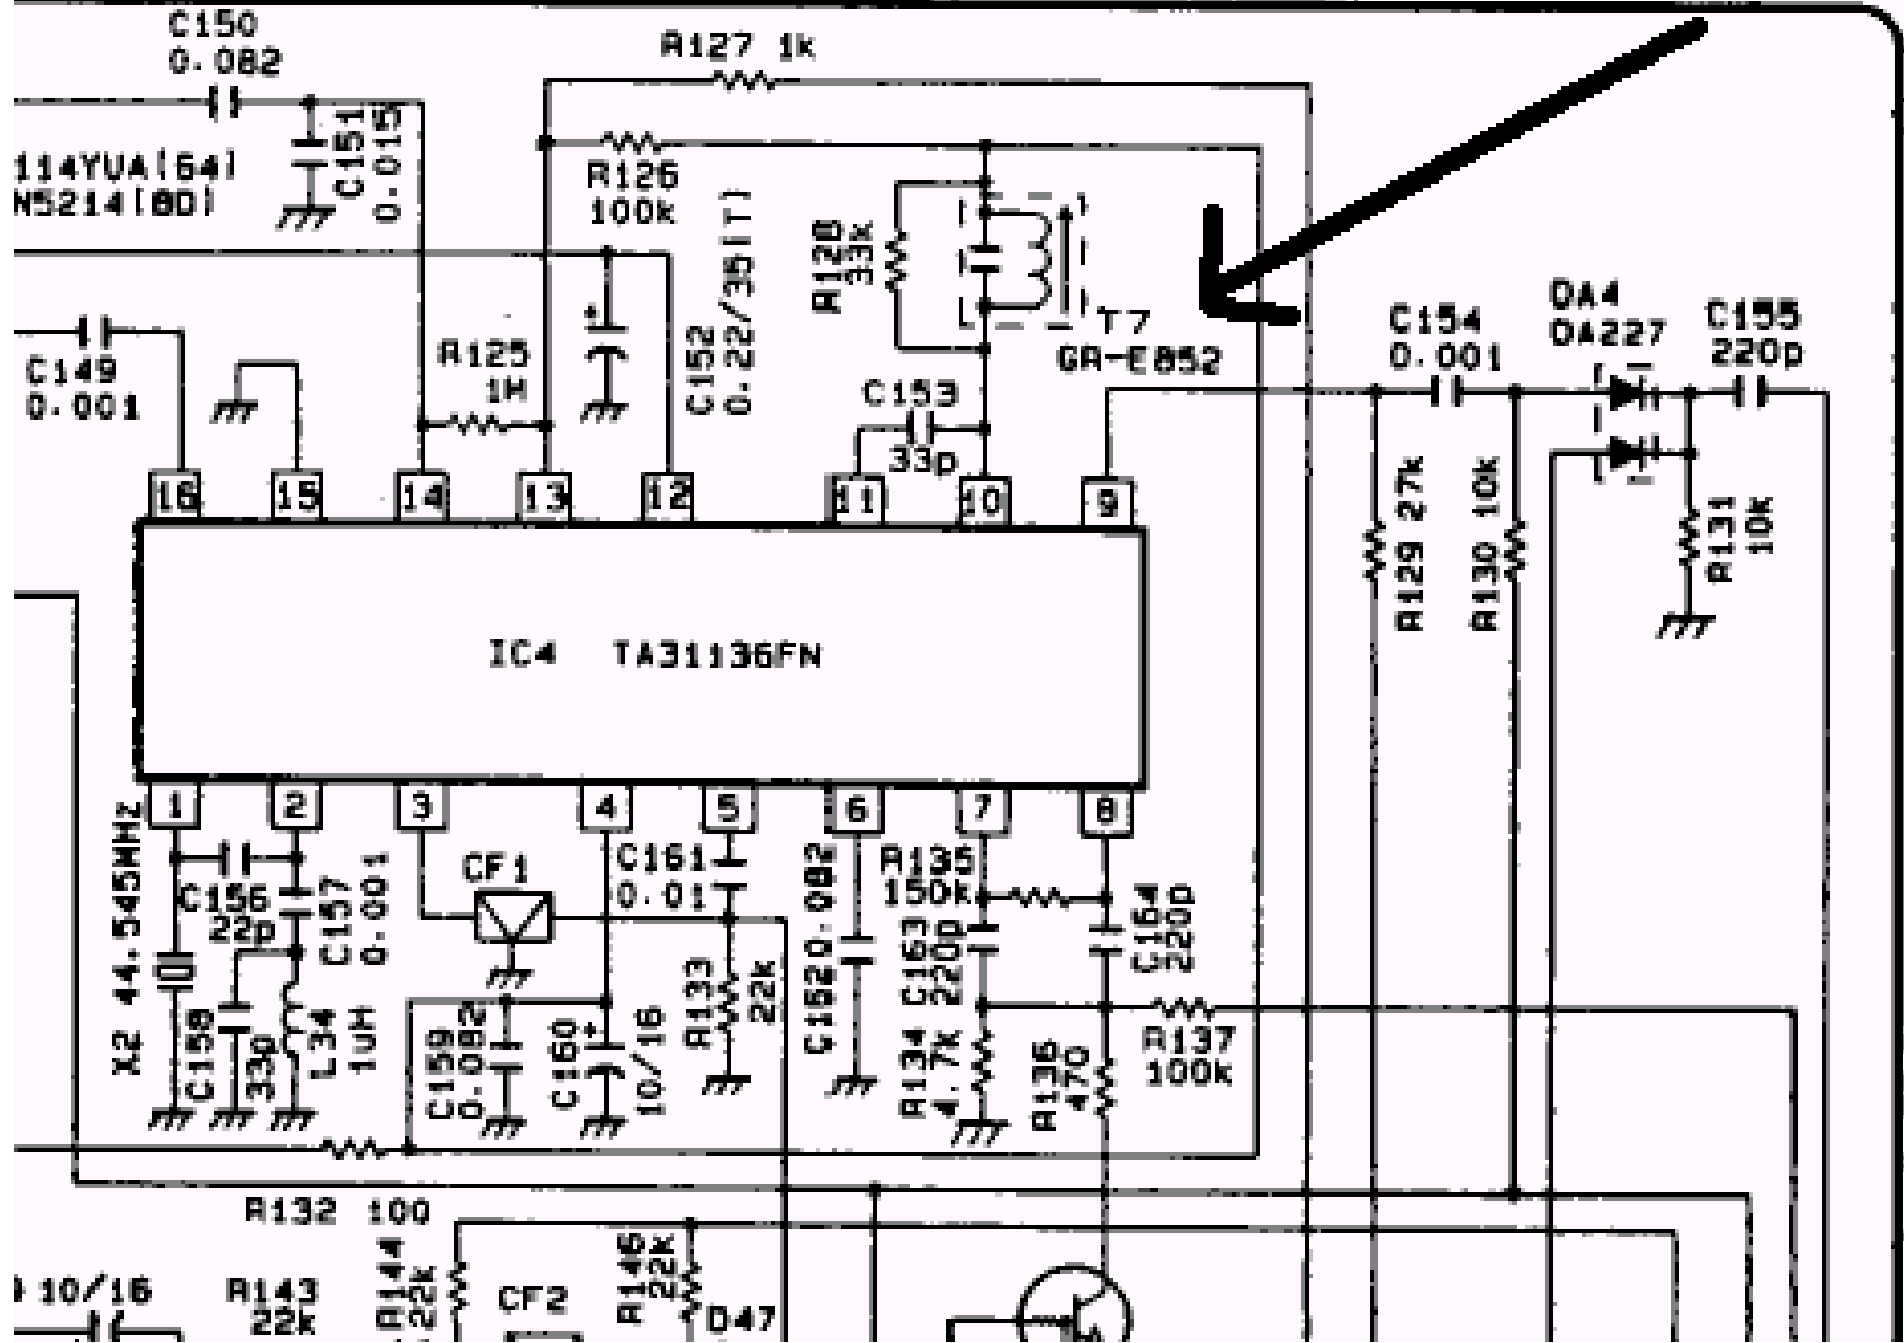 C150
0.082
R127 1k
C151
0.015
114YUA(64)
N5214(8D)
R126
100k
C152
0.22/35(T)
R128
33k
T7
GR-E852
C149
0.001
R125
1M
C153
33p
C154
0.001
DA4
DA227
C155
220p
R129 27k
R130 10k
R131
10k
16
15
14
13
12
11
10
9
IC4 TA31136FN
1
2
3
4
5
6
7
8
X2 44.545MHz
C156
22p
C157
0.001
CF1
C161
0.01
C162 0.082
R135
150k
C163
220p
C164
220p
C158
33p
L34
1uH
C159
0.082
C160
10/16
R133
22k
R134
4.7k
R136
470
R137
100k
R132 100
10/16
R143
22k
R144
22k
CF2
R146
22k
D47